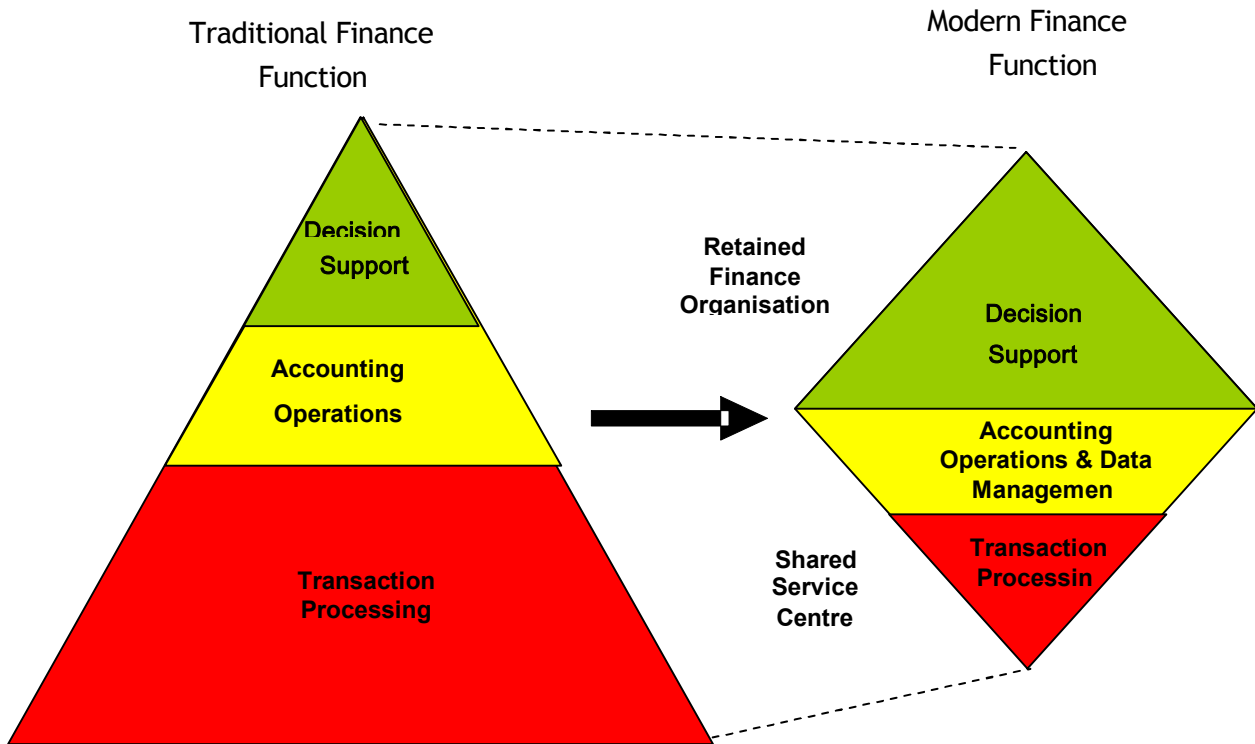 Traditional Finance
Function
Modern Finance
Function
Decision
Support
Accounting
Operations
Transaction
Processing
Retained
Finance
Organisation
Shared
Service
Centre
Decision
Support
Accounting
Operations & Data
Managemen
Transaction
Processin